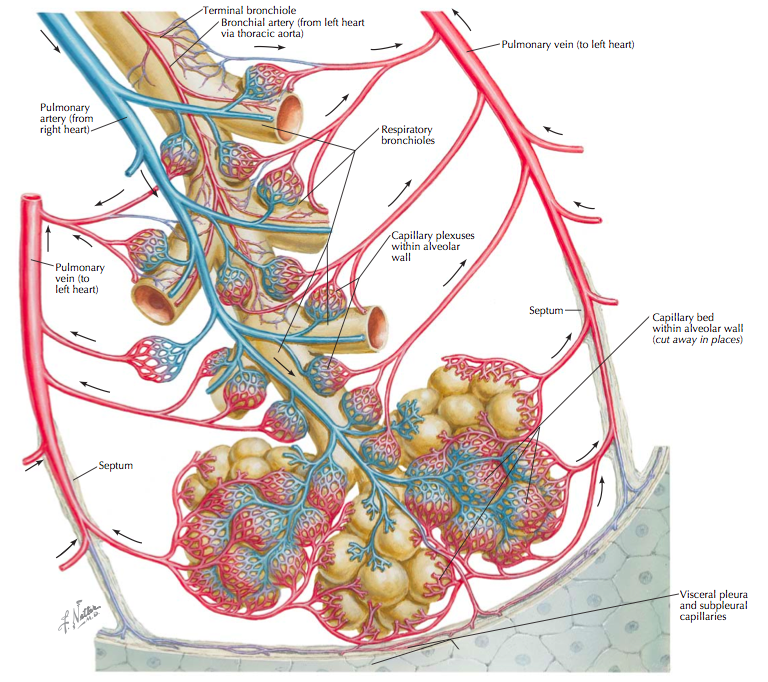 Terminal bronchiole
Bronchial artery (from left heart
via thoracic aorta)
Pulmonary vein (to left heart)
Pulmonary
artery (from
right heart)
Respiratory
bronchioles
Capillary plexuses
within alveolar
wall
Pulmonary
vein (to
left heart)
Septum
Capillary bed
within alveolar wall
(cut away in places)
Septum
Visceral pleura
and subpleural
capillaries
F. Netter